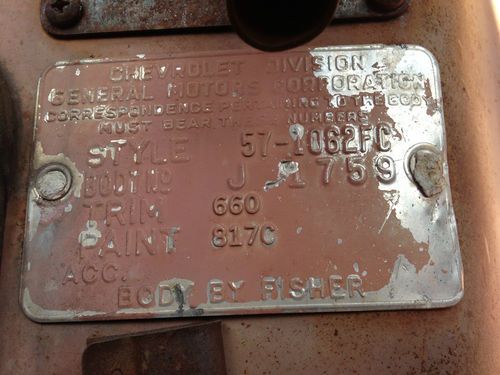 CHEVROLET DIVISION
GENERAL MOTORS CORPORATION
CORRESPONDENCE PERTAINING TO THE BODY
MUST BEAR THESE NUMBERS
STYLE 57-1062FC
BODY NO J 1759
TRIM 660
PAINT 817C
ACC.
BODY BY FISHER